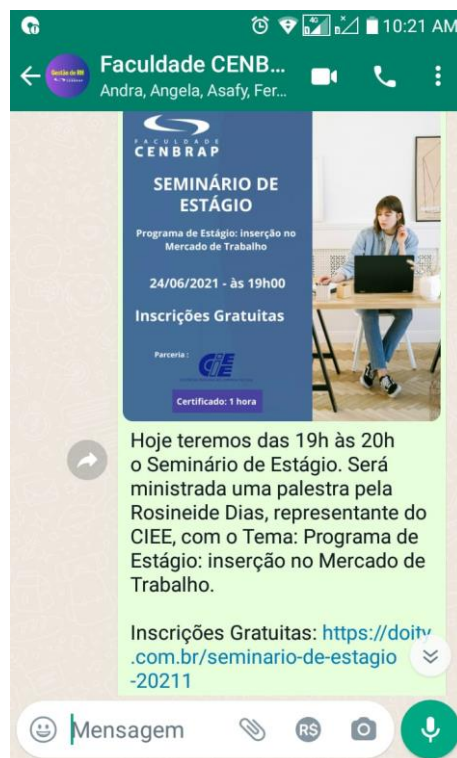 10:21 AM
Gestão de RH
Faculdade CENB...
Andra, Angela, Asafy, Fer...
FACULDADE
CENBRAP
SEMINÁRIO DE
ESTÁGIO
Programa de Estágio: inserção no
Mercado de Trabalho
24/06/2021 - às 19h00
Inscrições Gratuitas
Parceria :
CIEE
Certificado: 1 hora
Hoje teremos das 19h às 20h
o Seminário de Estágio. Será
ministrada uma palestra pela
Rosineide Dias, representante do
CIEE, com o Tema: Programa de
Estágio: inserção no Mercado de
Trabalho.
Inscrições Gratuitas: https://doity
.com.br/seminario-de-estagio
-20211
Mensagem
R$